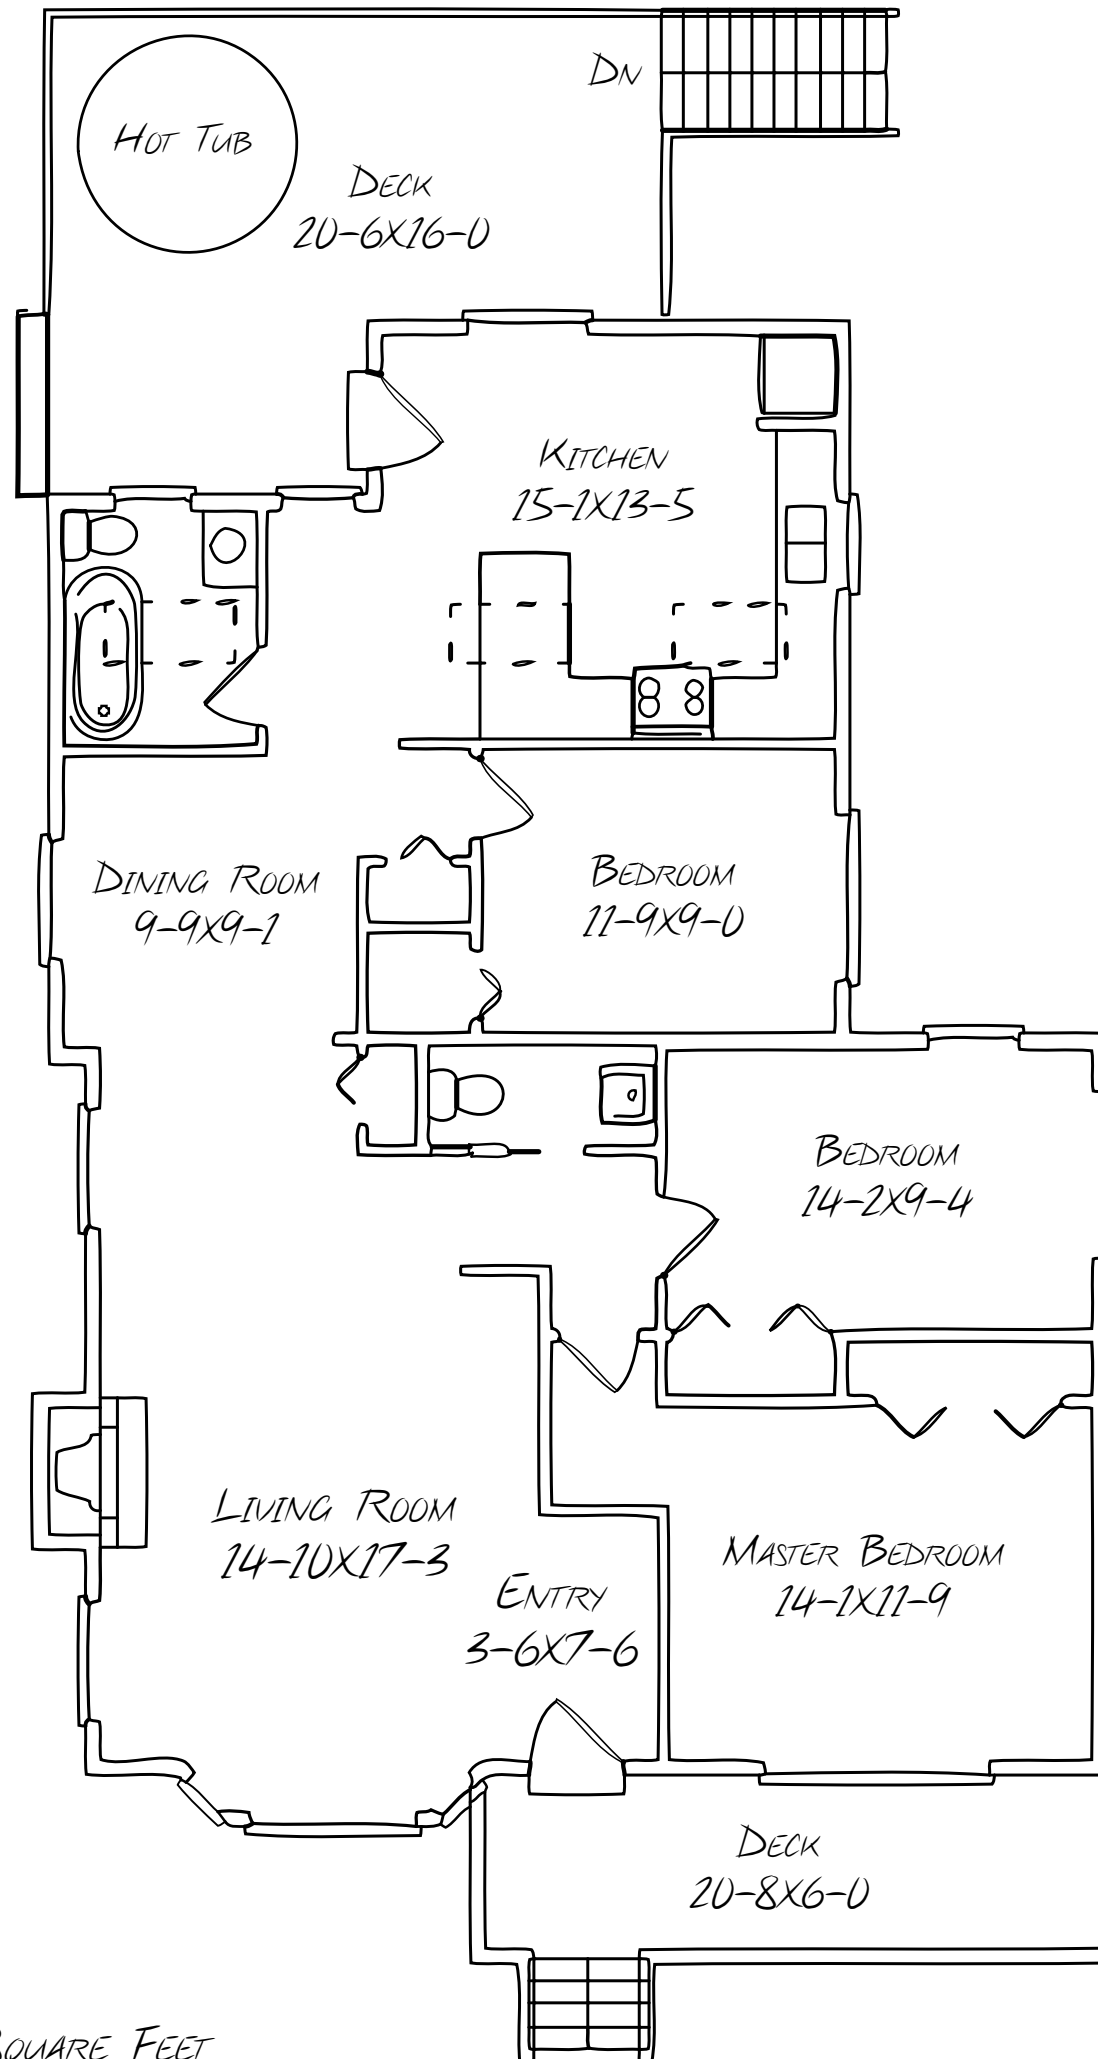 Dn
Hot Tub
Deck
20-6x16-0
Kitchen
15-1x13-5
Dining Room
9-9x9-1
Bedroom
11-9x9-0
Bedroom
14-2x9-4
Living Room
14-10x17-3
Master Bedroom
14-1x11-9
Entry
3-6x7-6
Deck
20-8x6-0
Square Feet